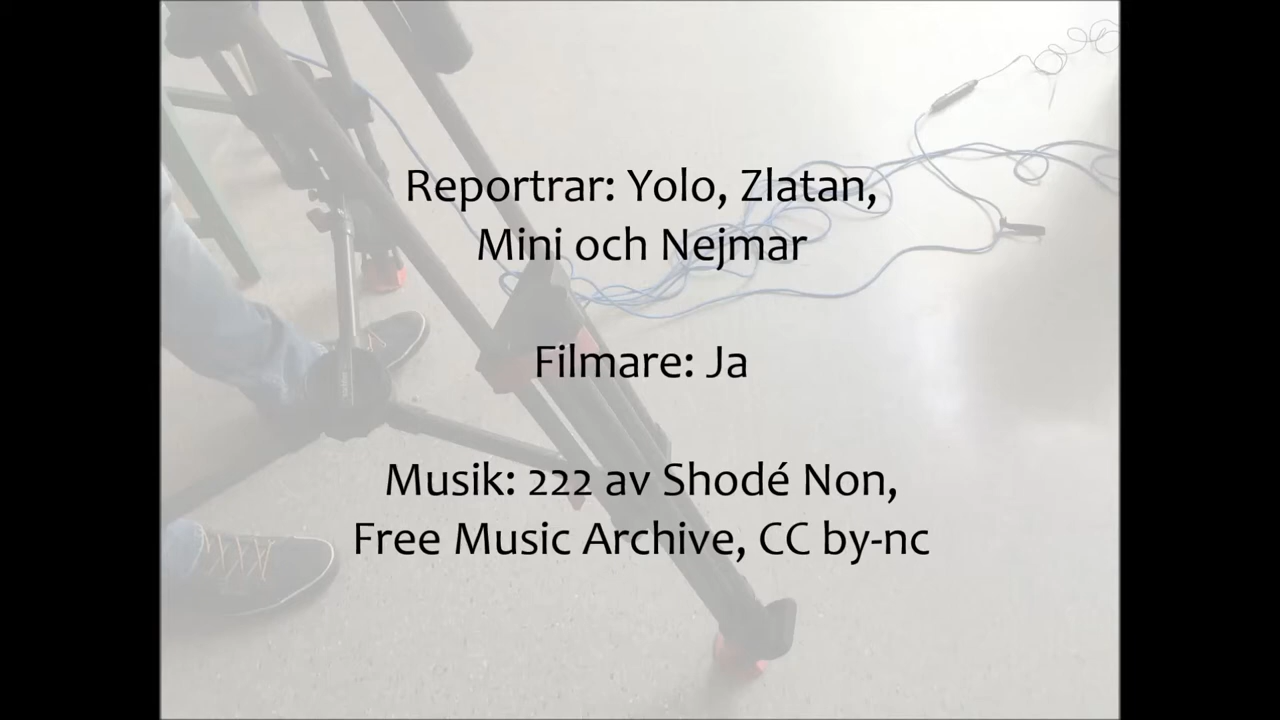 Reportrar: Yolo, Zlatan,
Mini och Nejmar
Filmare: Ja
Musik: 222 av Shodé Non,
Free Music Archive, CC by-nc